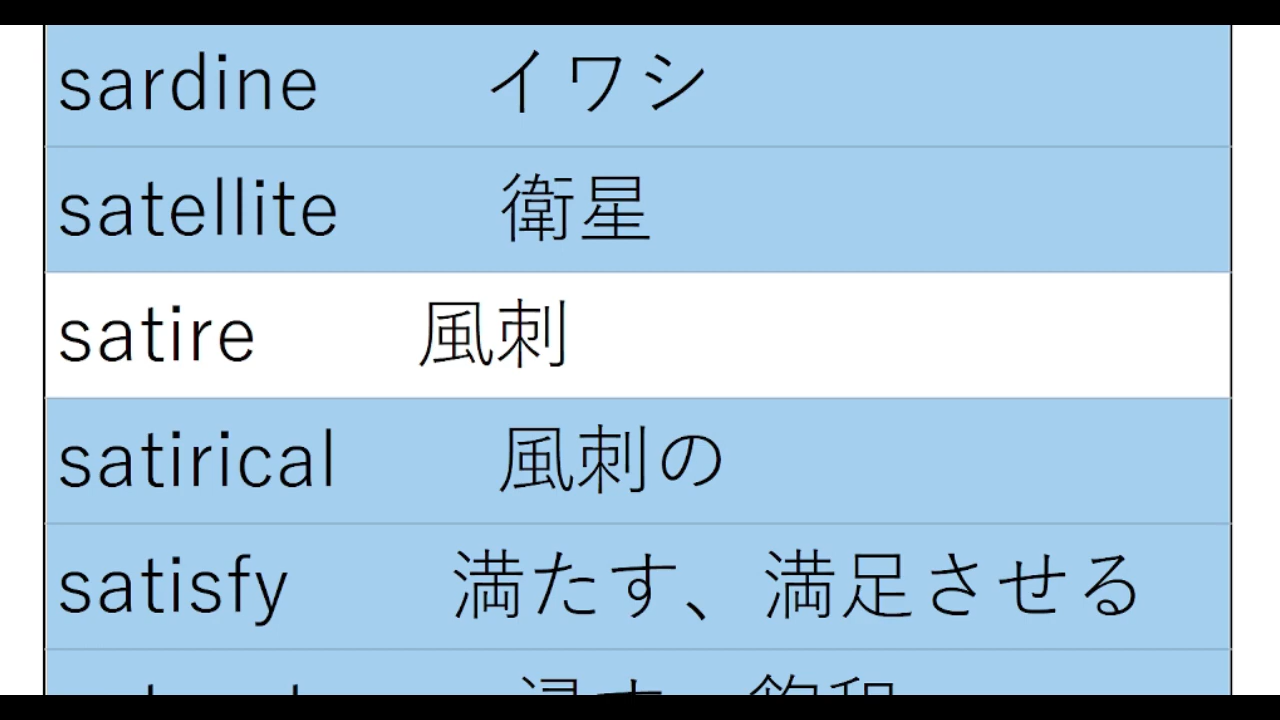 sardine　　イワシ
satellite　　衛星
satire　　風刺
satirical　　風刺の
satisfy　　満たす、満足させる